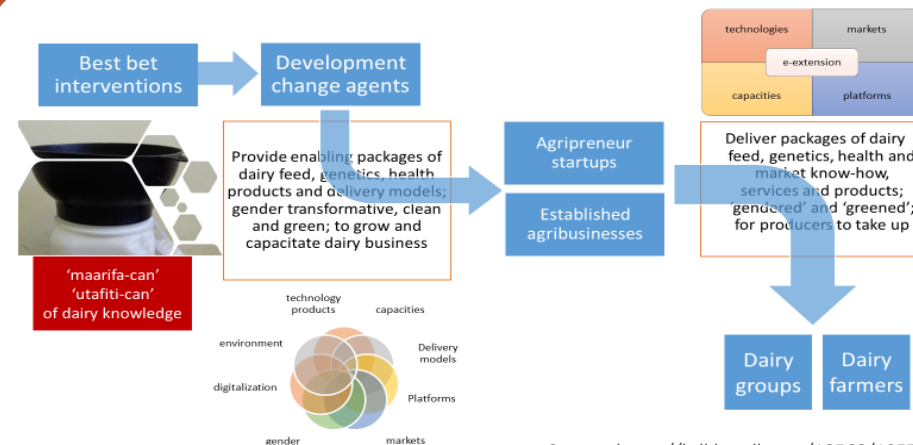 Best bet
interventions
Development
change agents
technologies
markets
e-extension
capacities
platforms
Provide enabling packages of
dairy feed, genetics, health
products and delivery models;
gender transformative, clean
and green; to grow and
capacitate dairy business
Agripreneur
startups
Established
agribusinesses
Deliver packages of dairy
feed, genetics, health and
market know-how,
services and products;
‘gendered’ and ‘greened’;
for producers to take up
‘maarifa-can’
‘utafiti-can’
of dairy knowledge
technology
products
capacities
environment
Delivery
models
digitalization
Platforms
gender
markets
Dairy
groups
Dairy
farmers